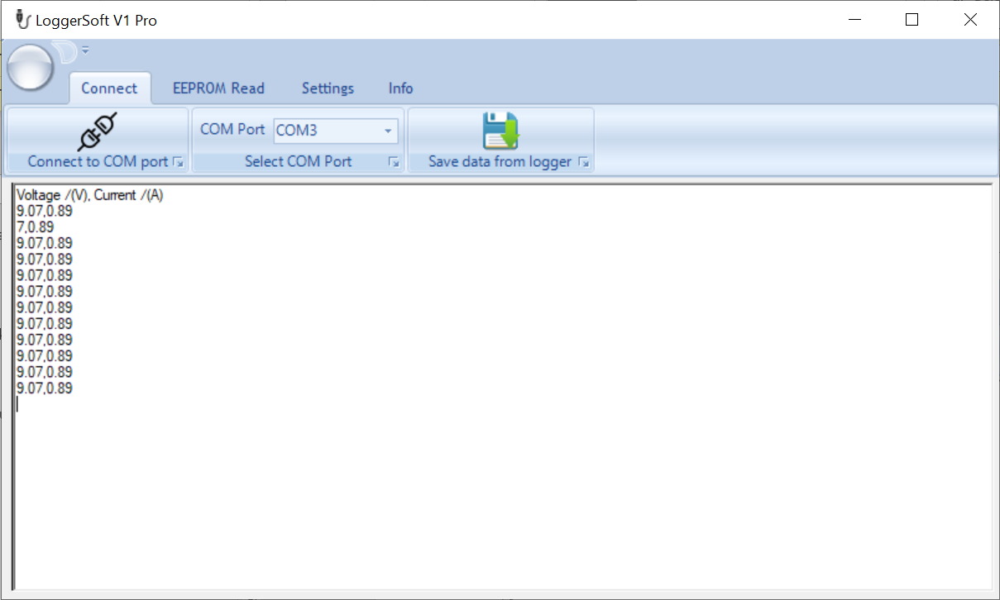 LoggerSoft V1 Pro
Connect EEPROM Read Settings Info
COM Port COM3
Connect to COM port Select COM Port Save data from logger
Voltage /(V), Current /(A)
9.07,0.89
7,0.89
9.07,0.89
9.07,0.89
9.07,0.89
9.07,0.89
9.07,0.89
9.07,0.89
9.07,0.89
9.07,0.89
9.07,0.89
9.07,0.89